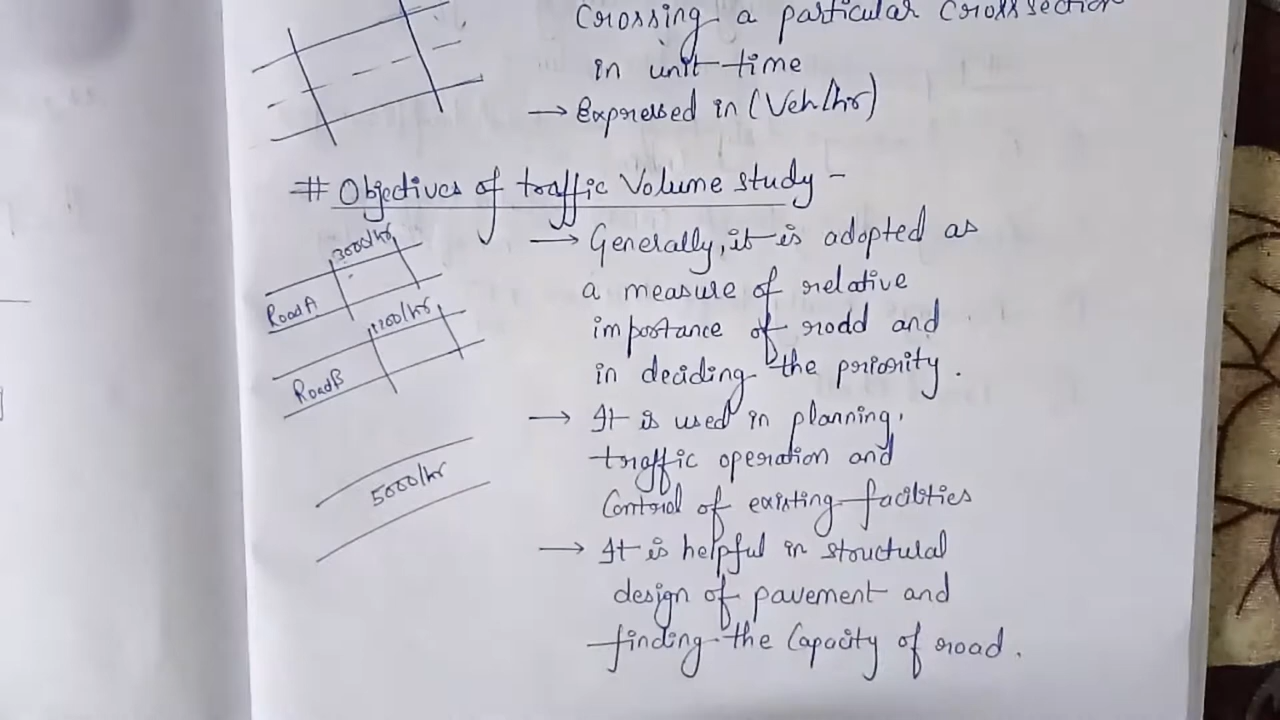 Crossing a particular Cross section
in unit time
→ Expressed in (Veh/hr)
# Objectives of traffic Volume study -
→ Generally, it is adopted as
a measure of relative
importance of rodd and
in deciding the priority.
→ It is used in planning,
traffic operation and
Control of existing facilities
→ It is helpful in structural
design of pavement and
finding the Capacity of road.
3000/hr
Road A
1200/hr
Road B
5000/hr